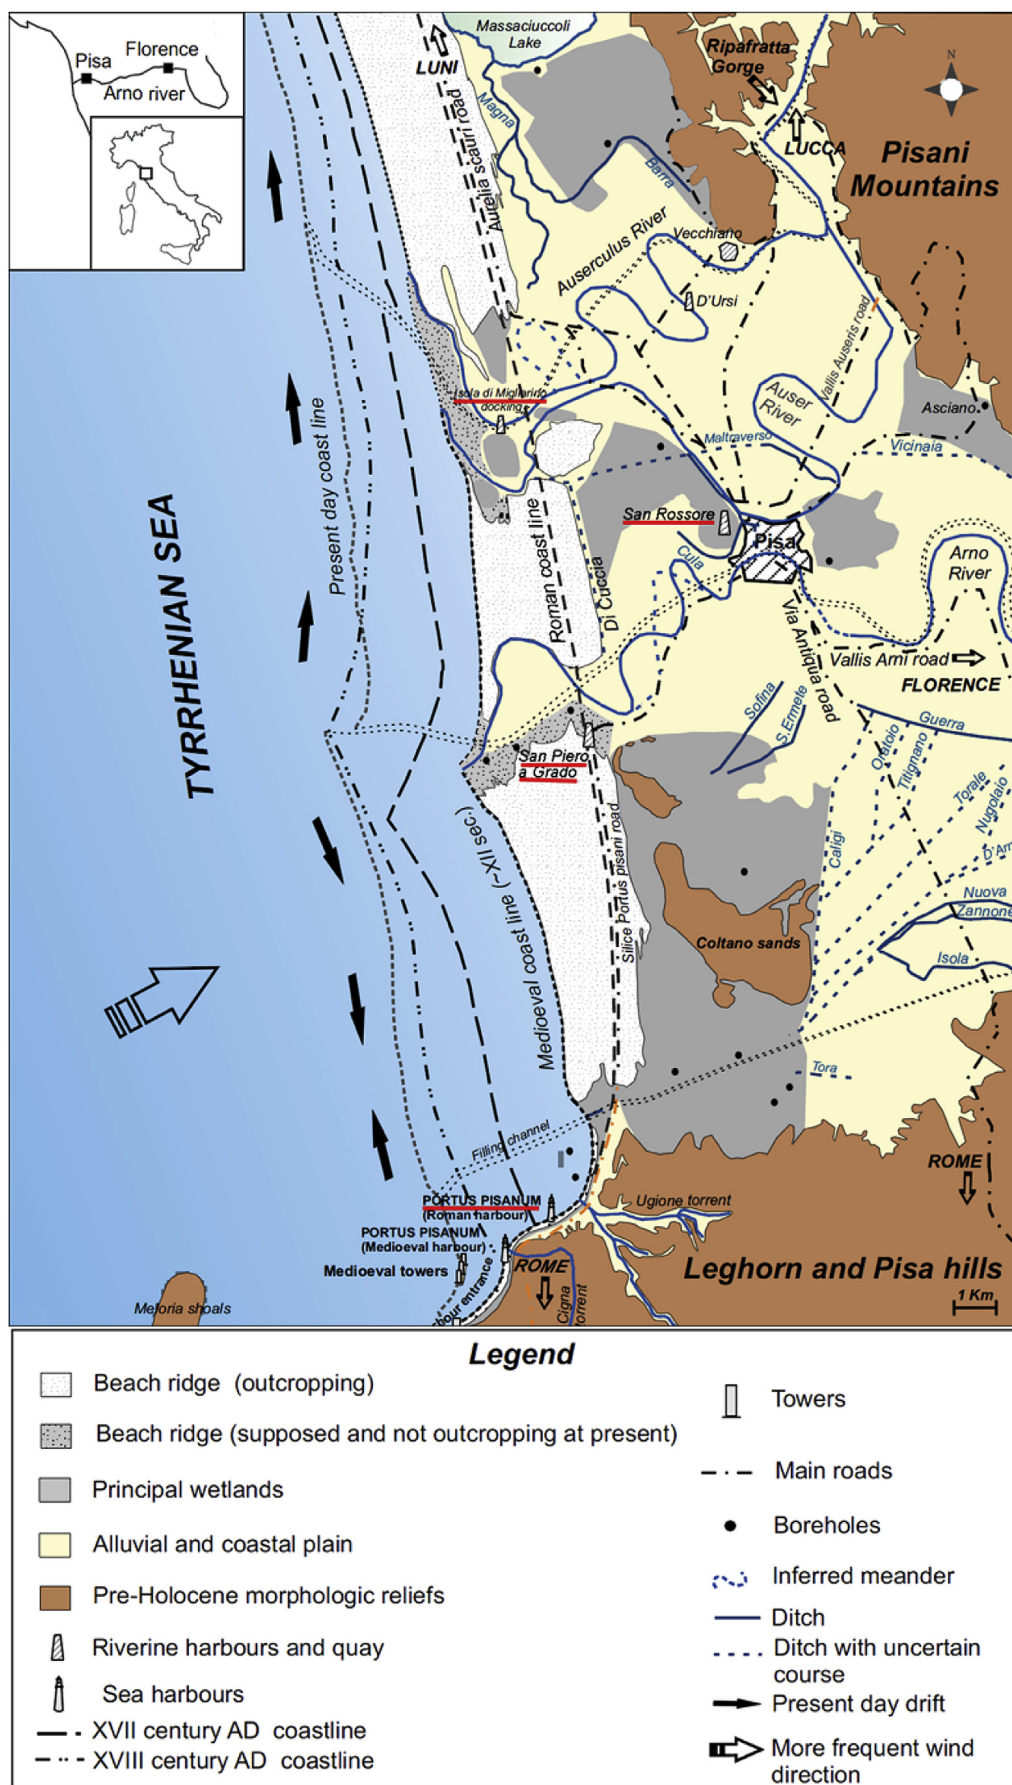 Florence
Pisa
Arno river
Massaciuccoli
Lake
LUNI
Aurelia scauri road
Magna
Barra
Ripafratta
Gorge
LUCCA
N
Pisani
Mountains
Auserculus River
Vecchiano
D'Ursi
Vallis Auseris road
Auser
River
Asciano
Isola di Migliarino
docking
Maltraverso
Vicinaia
San Rossore
Pisa
Present day coast line
TYRRHENIAN SEA
Roman coast line
Di Cuccia
Cula
Arno
River
Via Antiqua road
Vallis Arni road
FLORENCE
Sofina
S.Ermete
Guerra
Oratoio
Titignano
Torale
Nugolaio
Caligi
San Piero
a Grado
Silice Portus pisani road
Medioeval coast line (~XII sec.)
Coltano sands
Nuova
Zannone
Isola
Tora
Filling channel
ROME
PORTUS PISANUM
(Roman harbour)
Ugione torrent
PORTUS PISANUM
(Medioeval harbour)
Medioeval towers
ROME
Cigna
torrent
Leghorn and Pisa hills
1 Km
Meloria shoals
Legend
Beach ridge (outcropping)
Beach ridge (supposed and not outcropping at present)
Principal wetlands
Alluvial and coastal plain
Pre-Holocene morphologic reliefs
Riverine harbours and quay
Sea harbours
XVII century AD coastline
XVIII century AD coastline
Towers
Main roads
Boreholes
Inferred meander
Ditch
Ditch with uncertain
course
Present day drift
More frequent wind
direction